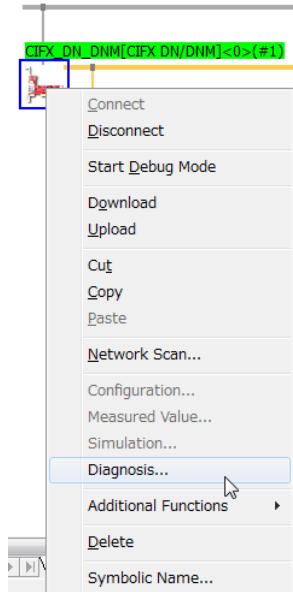 CIFX_DN_DNM[CIFX DN/DNM]<0>(#1)
Connect
Disconnect
Start Debug Mode
Download
Upload
Cut
Copy
Paste
Network Scan...
Configuration...
Measured Value...
Simulation...
Diagnosis...
Additional Functions
Delete
Symbolic Name...